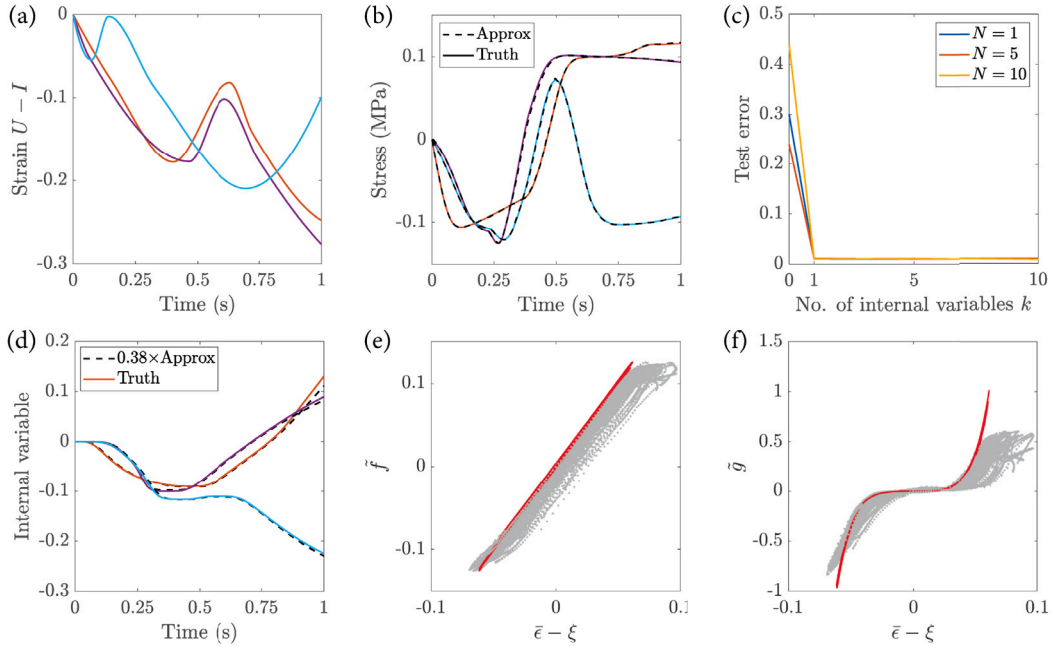 (a)
0
-0.1
-0.2
-0.3
Strain U − I
0 0.25 0.5 0.75 1
Time (s)
(b)
Approx
Truth
0.1
0
-0.1
Stress (MPa)
0 0.25 0.5 0.75 1
Time (s)
(c)
N = 1
N = 5
N = 10
0.5
0.4
0.3
0.2
0.1
0
Test error
0 1 5 10
No. of internal variables k
(d)
0.38×Approx
Truth
0.2
0.1
0
-0.1
-0.2
-0.3
Internal variable
0 0.25 0.5 0.75 1
Time (s)
(e)
0.1
0
-0.1
f̃
-0.1 0 0.1
ϵ̄ − ξ
(f)
1.5
1
0.5
0
-0.5
-1
g̃
-0.1 0 0.1
ϵ̄ − ξ